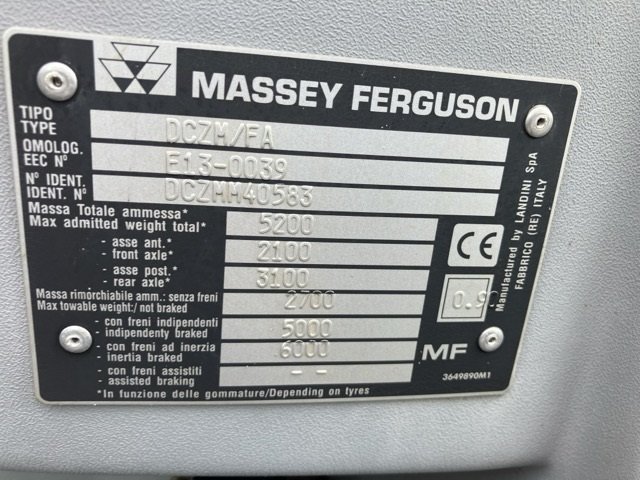 MASSEY FERGUSON
TIPO
TYPE DCZM/FA
OMOLOG.
EEC N° E13-0039
N° IDENT.
IDENT. N° DCZMM40583
Massa Totale ammessa*
Max admitted weight total* 5200
- asse ant.*
- front axle* 2100
- asse post.*
- rear axle* 3100
Massa rimorchiabile amm.: senza freni
Max towable weight:/ not braked 2700
- con freni indipendenti
- indipendenty braked 5000
- con freni ad inerzia
- inertia braked 6000
- con freni assistiti
- assisted braking - -
*In funzione delle gommature/Depending on tyres
CE
MF
3649890M1
Manufactured by LANDINI SpA
FABBRICO (RE) ITALY